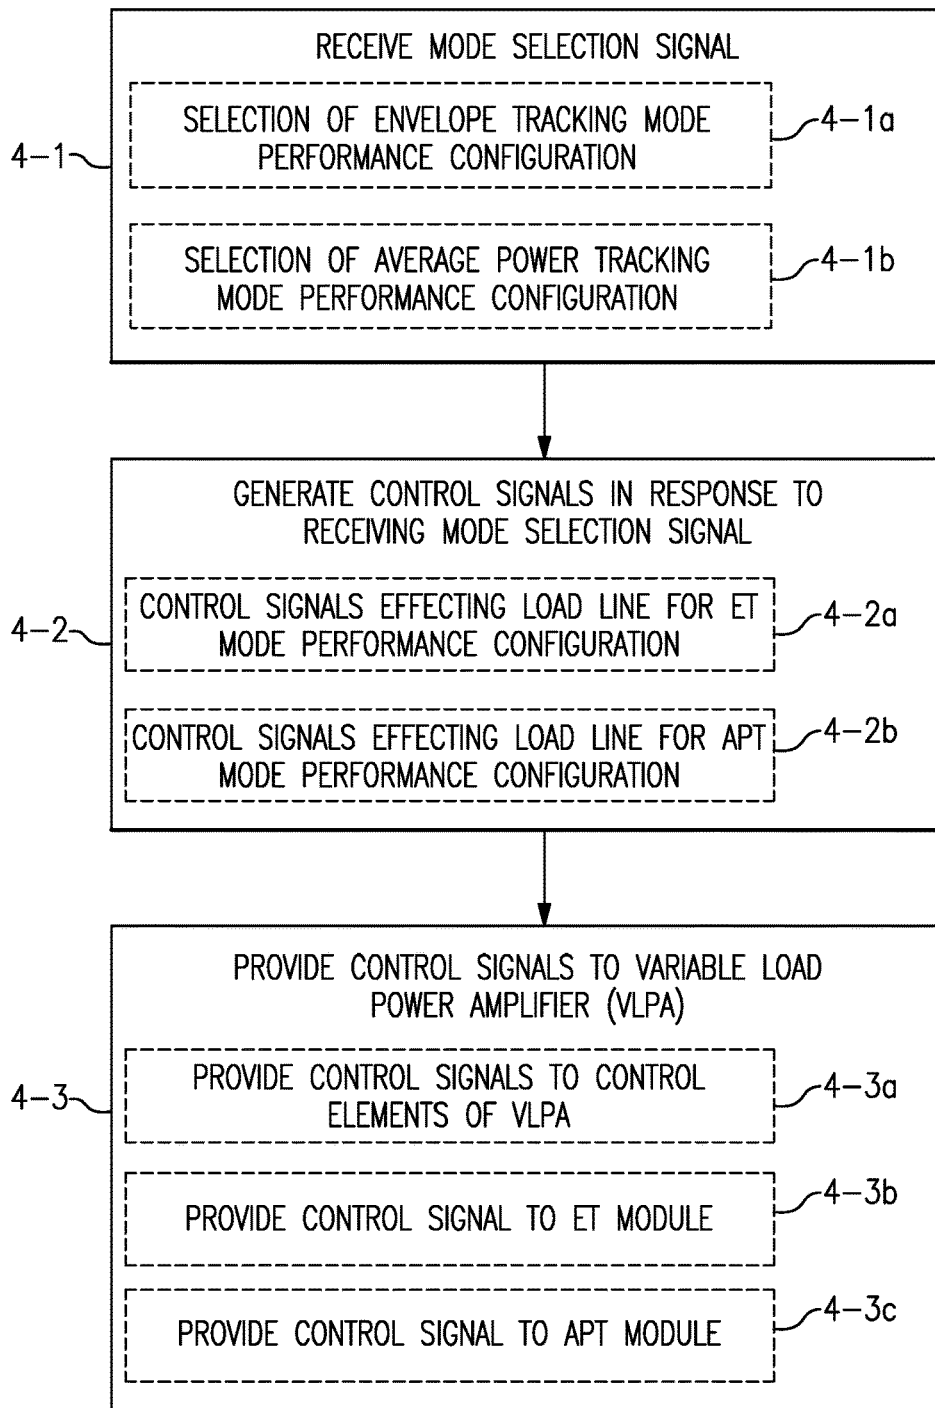 RECEIVE MODE SELECTION SIGNAL
SELECTION OF ENVELOPE TRACKING MODE
PERFORMANCE CONFIGURATION
4-1a
4-1
SELECTION OF AVERAGE POWER TRACKING
MODE PERFORMANCE CONFIGURATION
4-1b
GENERATE CONTROL SIGNALS IN RESPONSE TO
RECEIVING MODE SELECTION SIGNAL
CONTROL SIGNALS EFFECTING LOAD LINE FOR ET
MODE PERFORMANCE CONFIGURATION
4-2a
4-2
CONTROL SIGNALS EFFECTING LOAD LINE FOR APT
MODE PERFORMANCE CONFIGURATION
4-2b
PROVIDE CONTROL SIGNALS TO VARIABLE LOAD
POWER AMPLIFIER (VLPA)
PROVIDE CONTROL SIGNALS TO CONTROL
ELEMENTS OF VLPA
4-3a
4-3
PROVIDE CONTROL SIGNAL TO ET MODULE
4-3b
PROVIDE CONTROL SIGNAL TO APT MODULE
4-3c